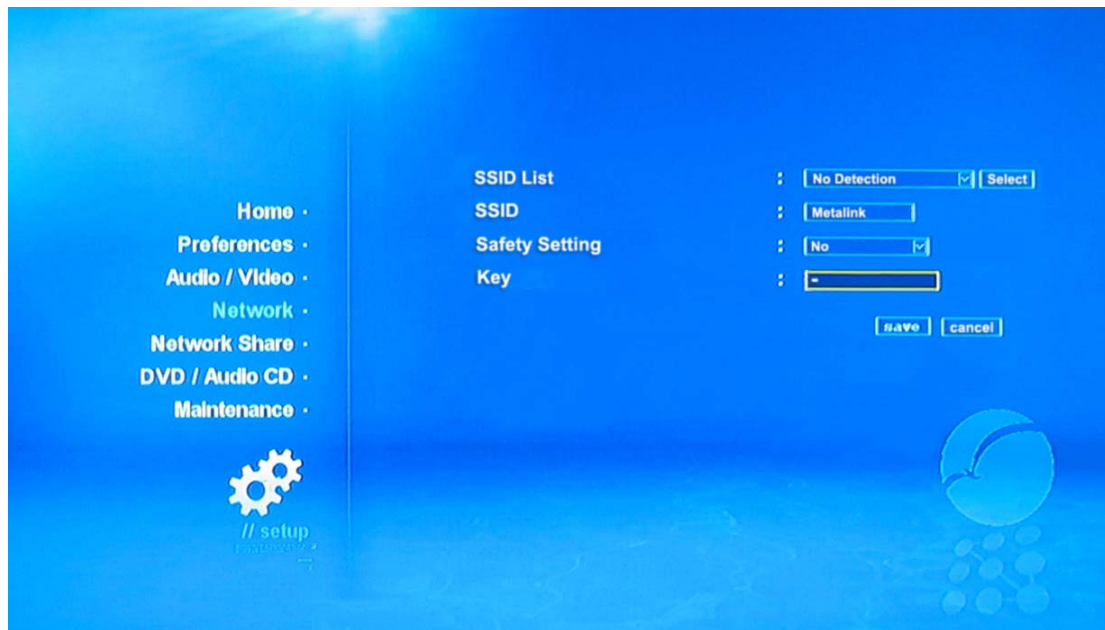 SSID List : No Detection Select
SSID : Metalink
Safety Setting : No
Key : -
save cancel
Home
Preferences
Audio / Video
Network
Network Share
DVD / Audio CD
Maintenance
// setup